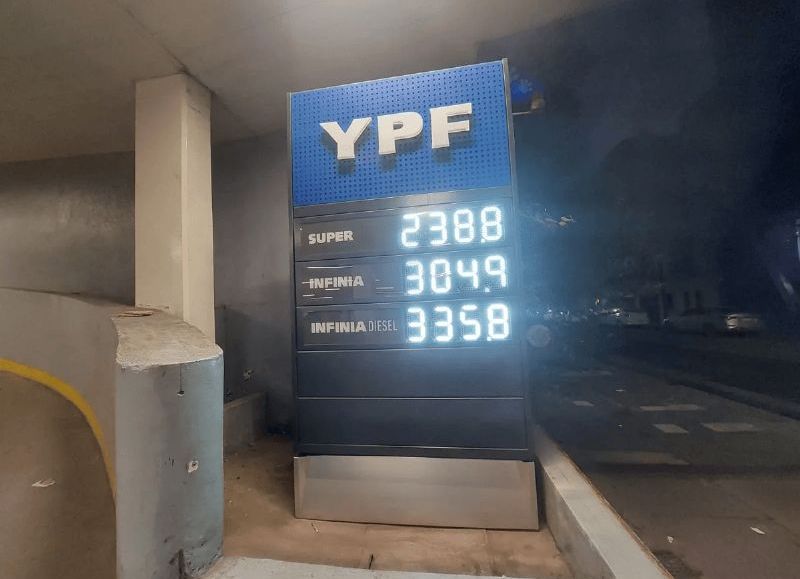 YPF
SUPER 238.8
INFINIA 304.9
INFINIA DIESEL 335.8